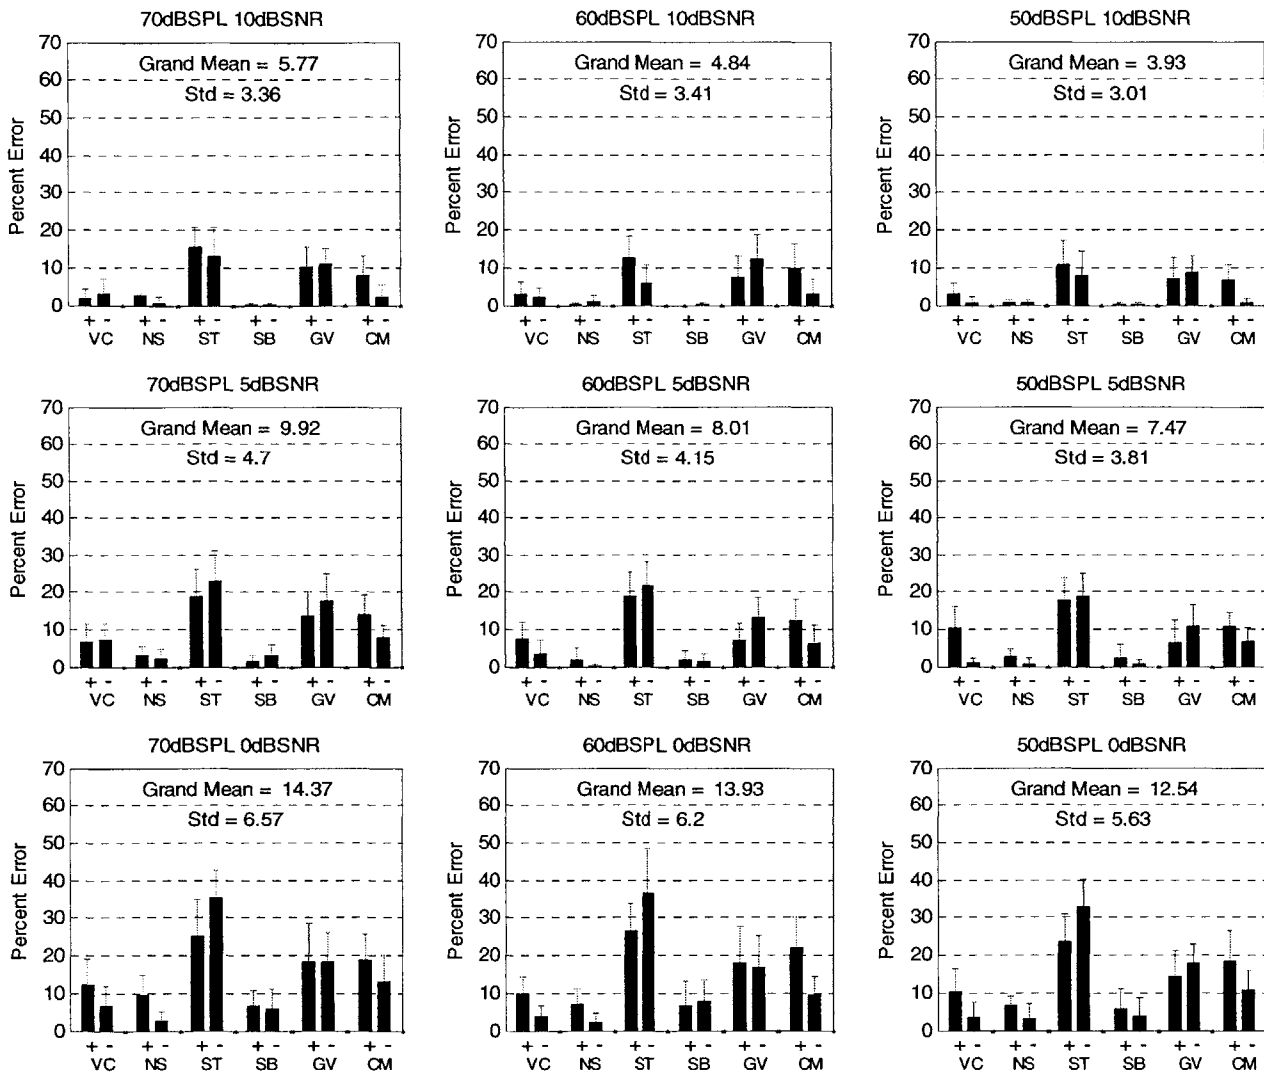 70dBSPL 10dBSNR
Percent Error
70
60
50
40
30
20
10
0
Grand Mean = 5.77
Std = 3.36
+ - + - + - + - + - + -
VC NS ST SB GV CM
60dBSPL 10dBSNR
Percent Error
70
60
50
40
30
20
10
0
Grand Mean = 4.84
Std = 3.41
+ - + - + - + - + - + -
VC NS ST SB GV CM
50dBSPL 10dBSNR
Percent Error
70
60
50
40
30
20
10
0
Grand Mean = 3.93
Std = 3.01
+ - + - + - + - + - + -
VC NS ST SB GV CM
70dBSPL 5dBSNR
Percent Error
70
60
50
40
30
20
10
0
Grand Mean = 9.92
Std = 4.7
+ - + - + - + - + - + -
VC NS ST SB GV CM
60dBSPL 5dBSNR
Percent Error
70
60
50
40
30
20
10
0
Grand Mean = 8.01
Std = 4.15
+ - + - + - + - + - + -
VC NS ST SB GV CM
50dBSPL 5dBSNR
Percent Error
70
60
50
40
30
20
10
0
Grand Mean = 7.47
Std = 3.81
+ - + - + - + - + - + -
VC NS ST SB GV CM
70dBSPL 0dBSNR
Percent Error
70
60
50
40
30
20
10
0
Grand Mean = 14.37
Std = 6.57
+ - + - + - + - + - + -
VC NS ST SB GV CM
60dBSPL 0dBSNR
Percent Error
70
60
50
40
30
20
10
0
Grand Mean = 13.93
Std = 6.2
+ - + - + - + - + - + -
VC NS ST SB GV CM
50dBSPL 0dBSNR
Percent Error
70
60
50
40
30
20
10
0
Grand Mean = 12.54
Std = 5.63
+ - + - + - + - + - + -
VC NS ST SB GV CM